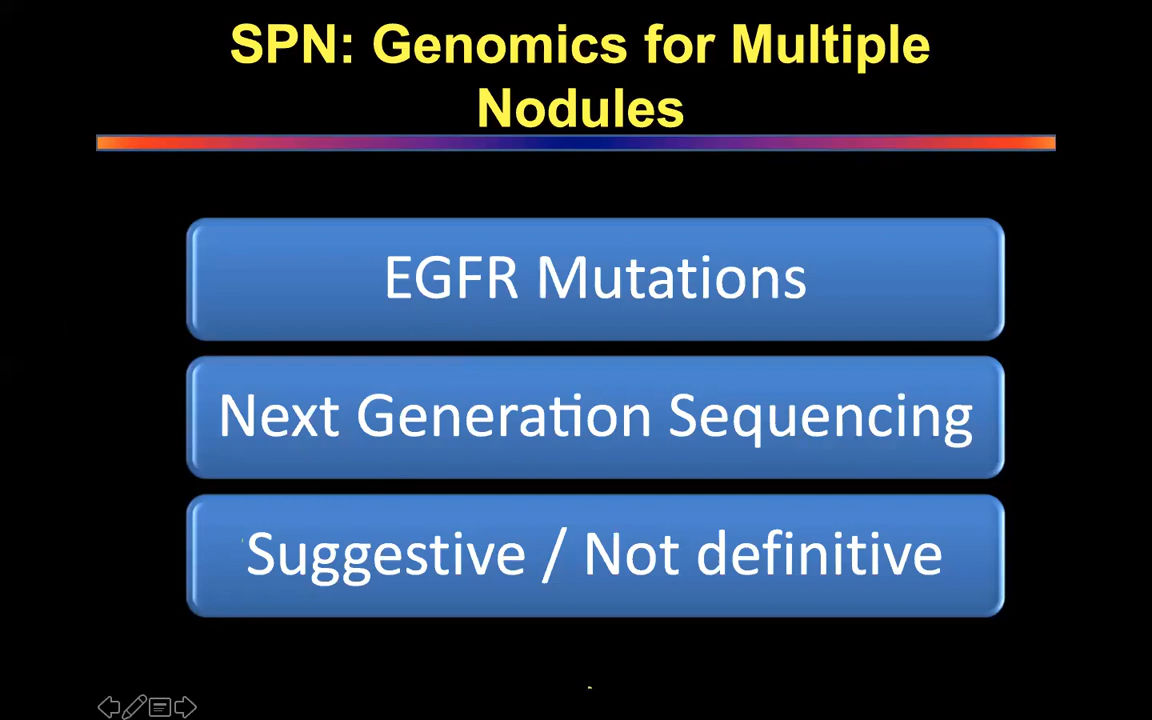 SPN: Genomics for Multiple
Nodules
EGFR Mutations
Next Generation Sequencing
Suggestive / Not definitive